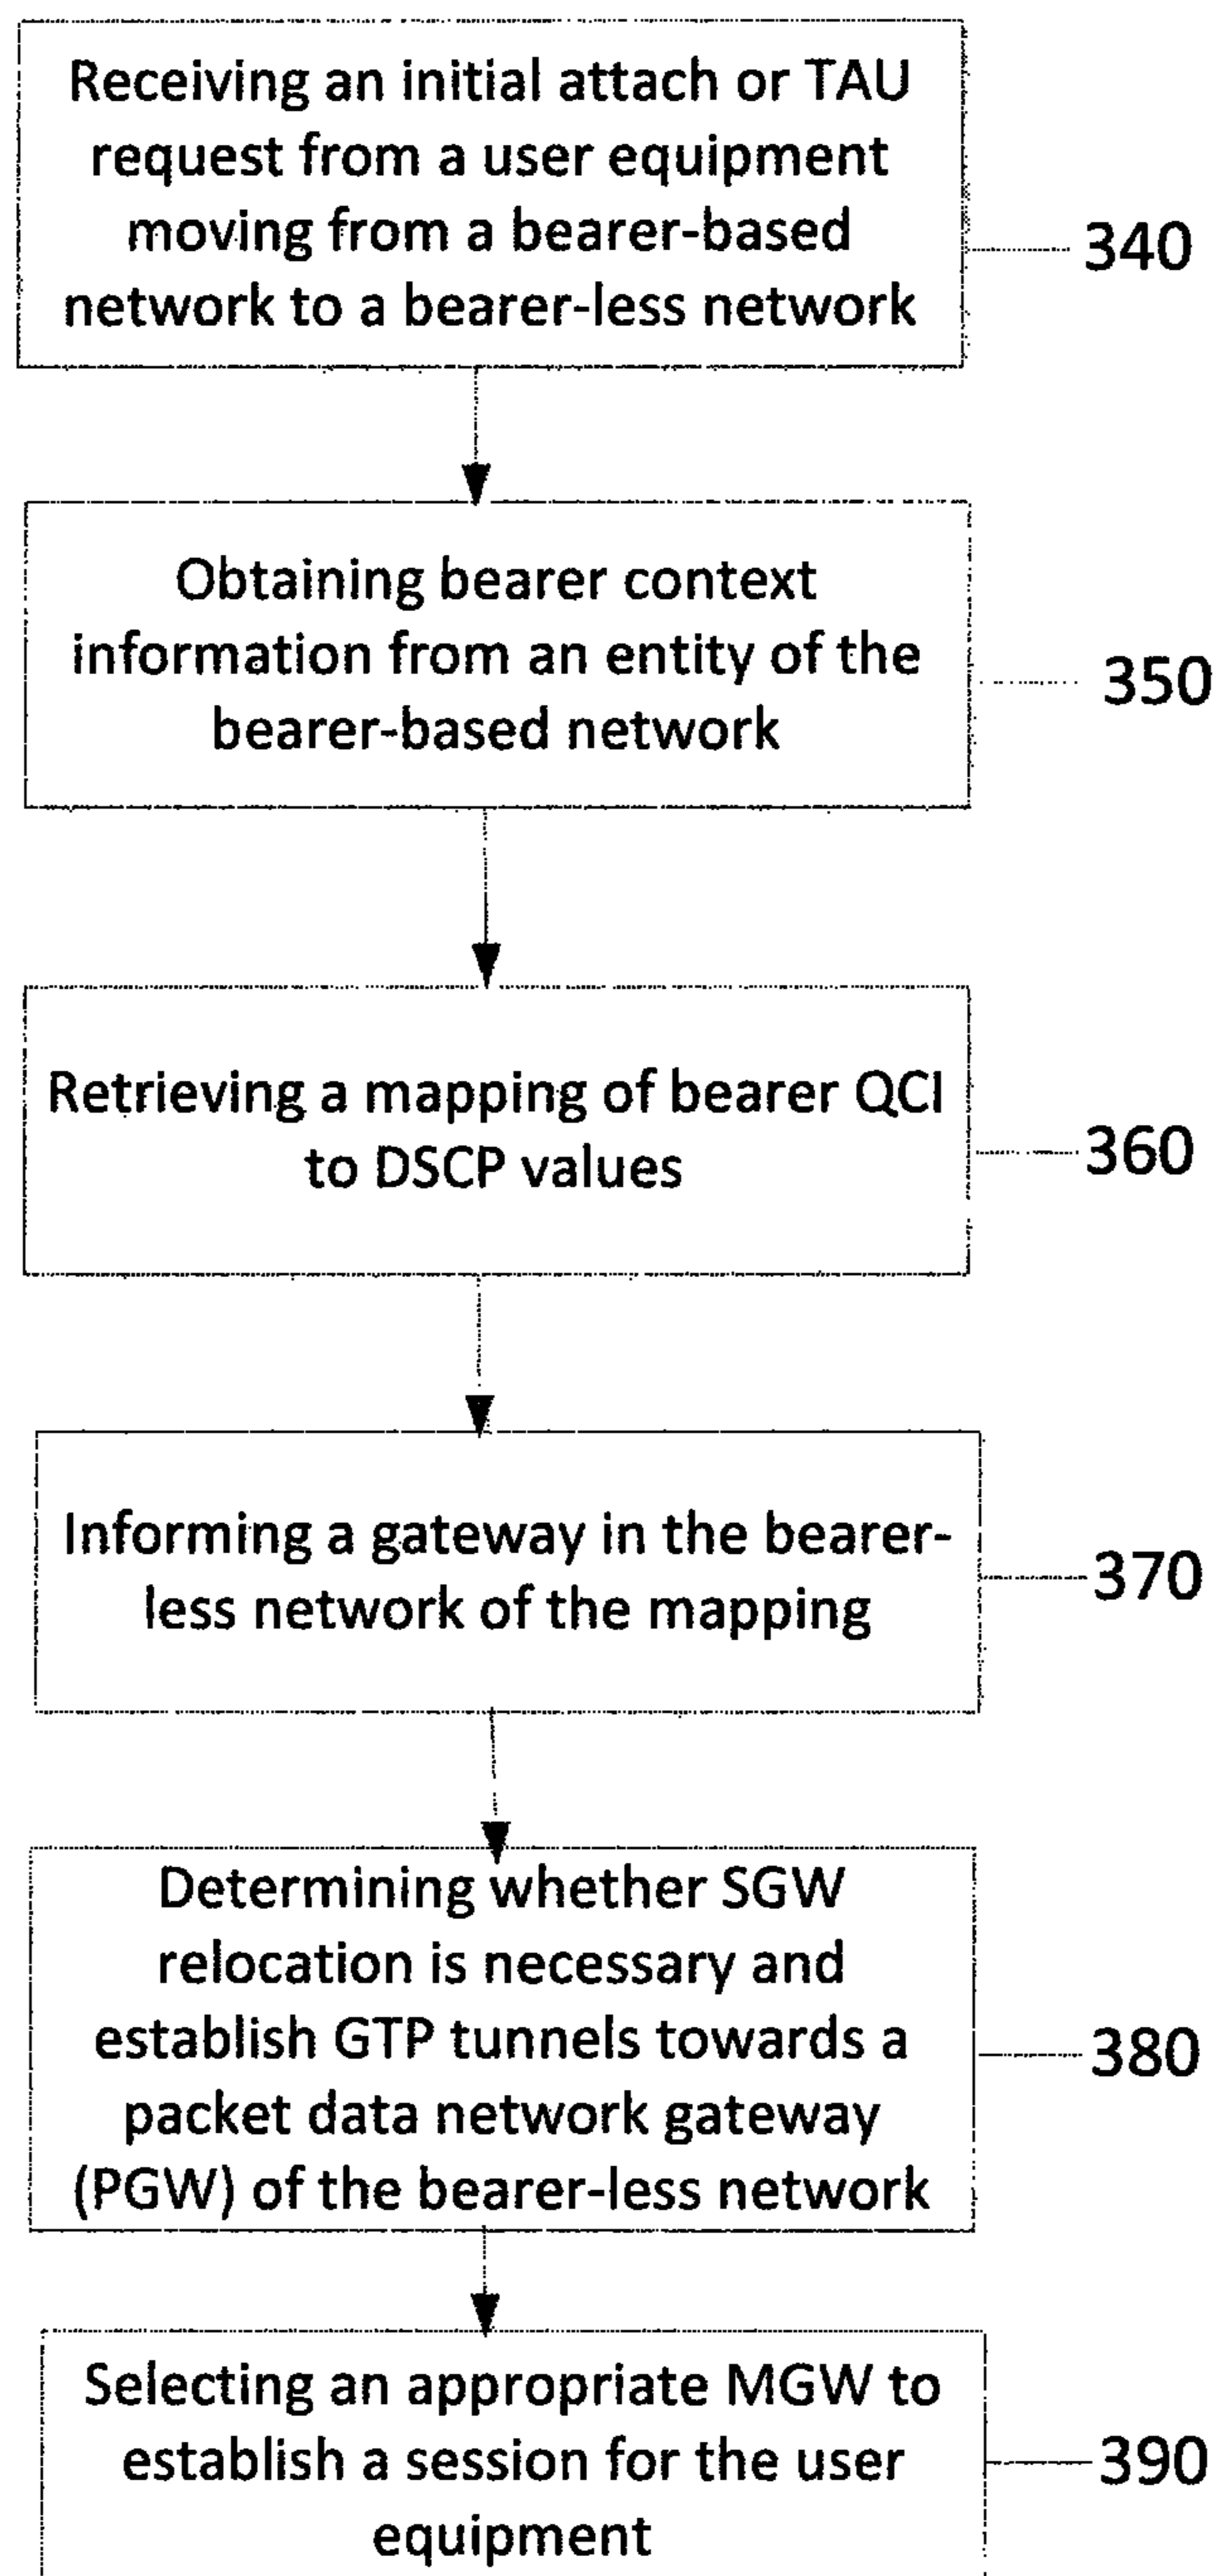 Receiving an initial attach or TAU
request from a user equipment
moving from a bearer-based
network to a bearer-less network
340
Obtaining bearer context
information from an entity of the
bearer-based network
350
Retrieving a mapping of bearer QCI
to DSCP values
360
Informing a gateway in the bearer-
less network of the mapping
370
Determining whether SGW
relocation is necessary and
establish GTP tunnels towards a
packet data network gateway
(PGW) of the bearer-less network
380
Selecting an appropriate MGW to
establish a session for the user
equipment
390